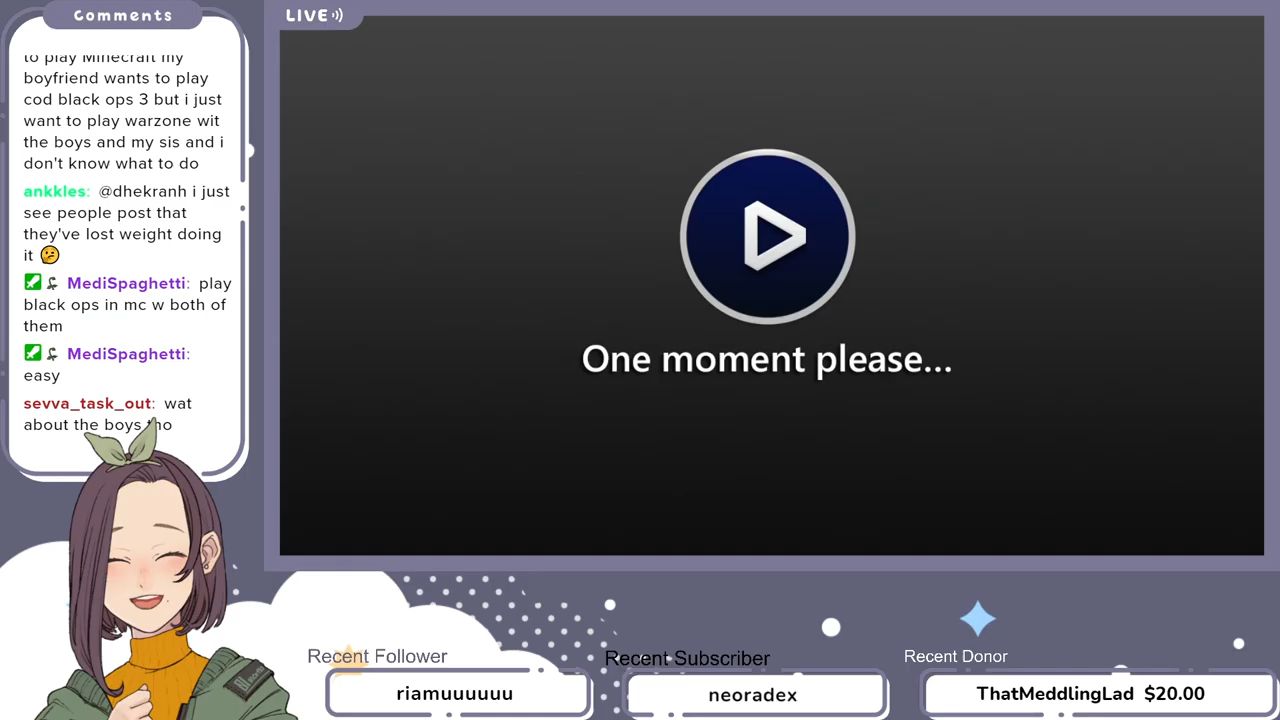 Comments
LIVE
to play Minecraft my
boyfriend wants to play
cod black ops 3 but i just
want to play warzone wit
the boys and my sis and i
don't know what to do
ankkles: @dhekranh i just
see people post that
they've lost weight doing
it
MediSpaghetti: play
black ops in mc w both of
them
MediSpaghetti:
easy
sevva_task_out: wat
about the boys tho
One moment please...
Recent Follower
riamuuuuuu
Recent Subscriber
neoradex
Recent Donor
ThatMeddlingLad $20.00